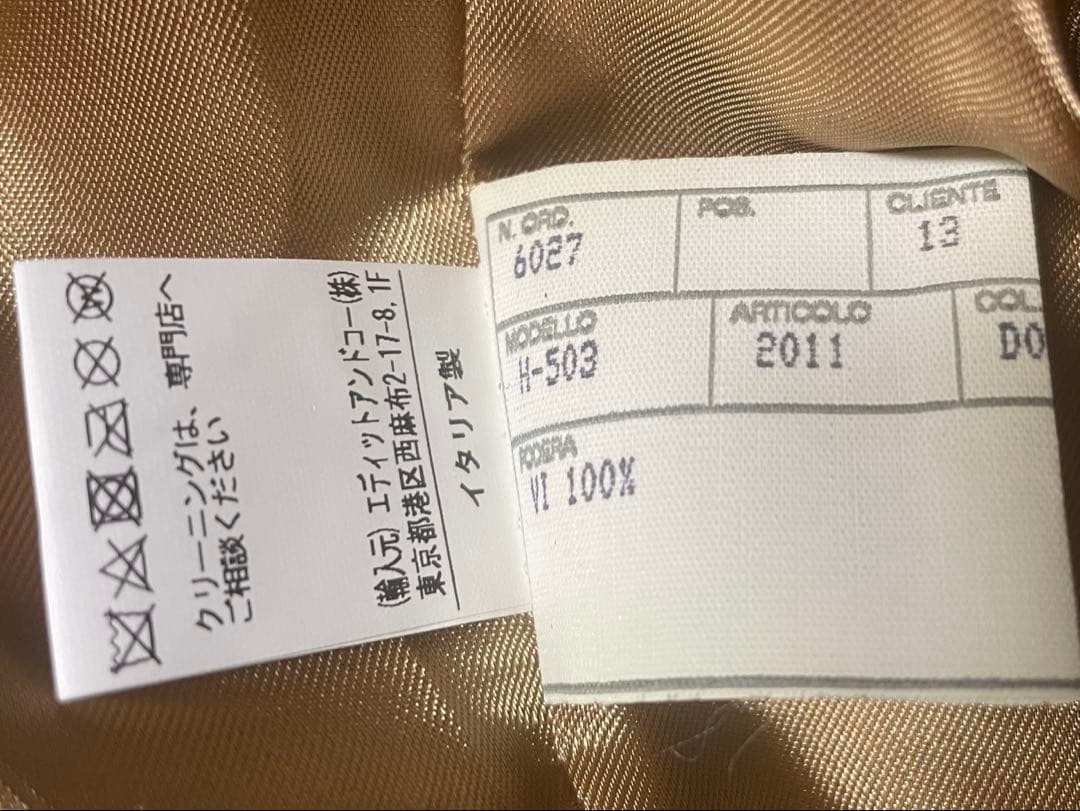 クリーニングは、専門店へ
ご相談ください
(輸入元) エディットアンドコー(株)
東京都港区西麻布2-17-8, 1F
イタリア製
N. ORD.
6027
POS.
CLIENTE
13
MODELLO
H-503
ARTICOLO
2011
COL.
DO
FODERA
VI 100%